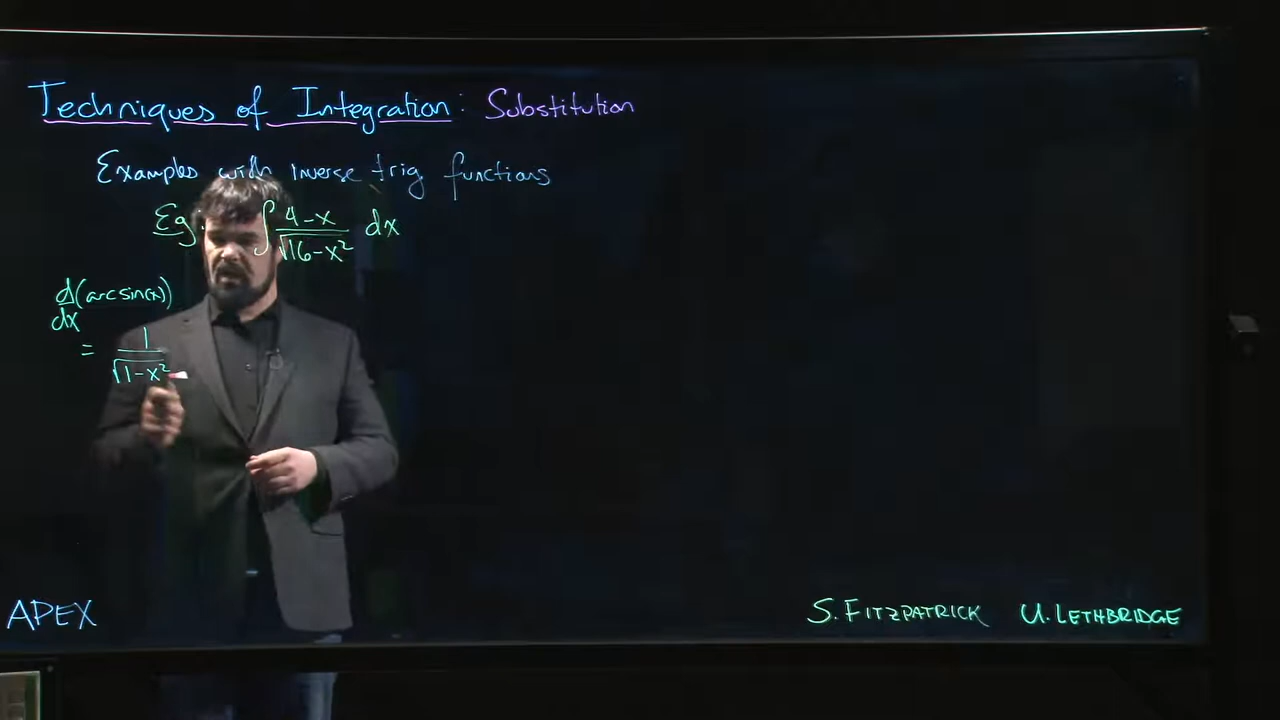 Techniques of Integration: Substitution
Examples with inverse trig functions
Eg: ∫ (4-x)/√(16-x²) dx
d/dx (arcsin(x))
= 1/√(1-x²)
APEX
S. FITZPATRICK U. LETHBRIDGE